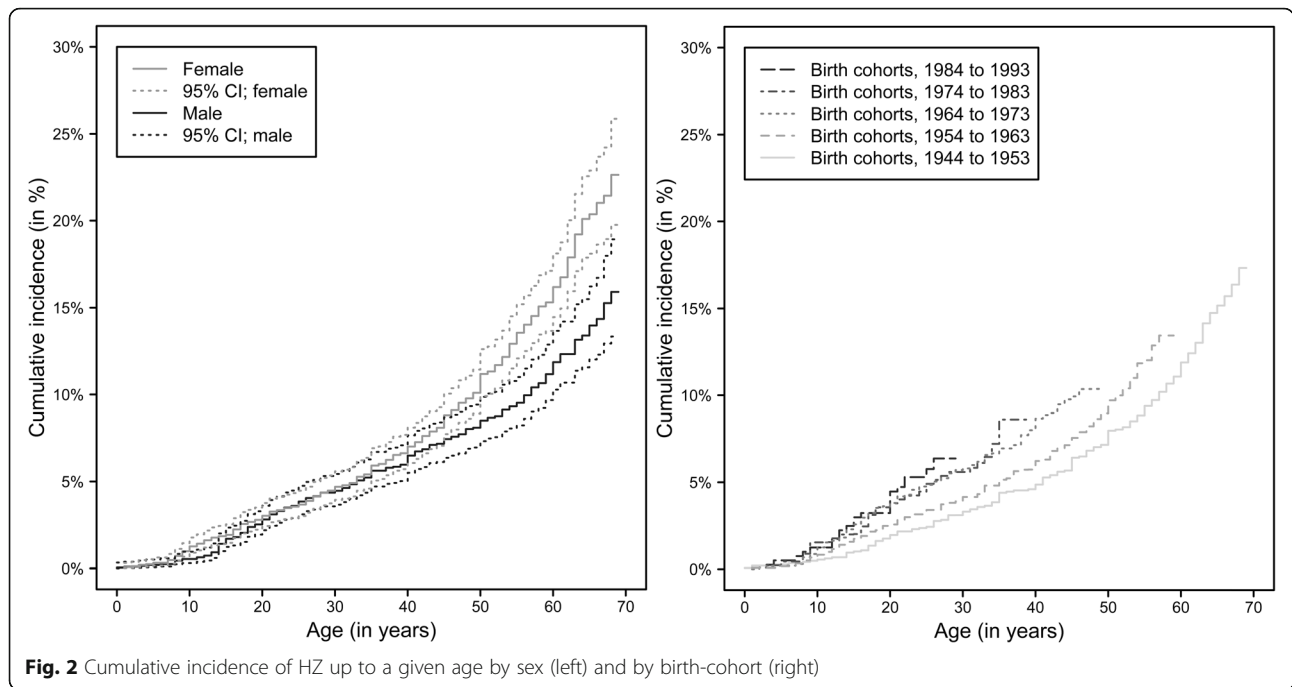 30%
25%
20%
15%
10%
5%
0%
Cumulative incidence (in %)
Female
95% CI; female
Male
95% CI; male
0 10 20 30 40 50 60 70
Age (in years)
30%
25%
20%
15%
10%
5%
0%
Cumulative incidence (in %)
Birth cohorts, 1984 to 1993
Birth cohorts, 1974 to 1983
Birth cohorts, 1964 to 1973
Birth cohorts, 1954 to 1963
Birth cohorts, 1944 to 1953
0 10 20 30 40 50 60 70
Age (in years)
Fig. 2 Cumulative incidence of HZ up to a given age by sex (left) and by birth-cohort (right)